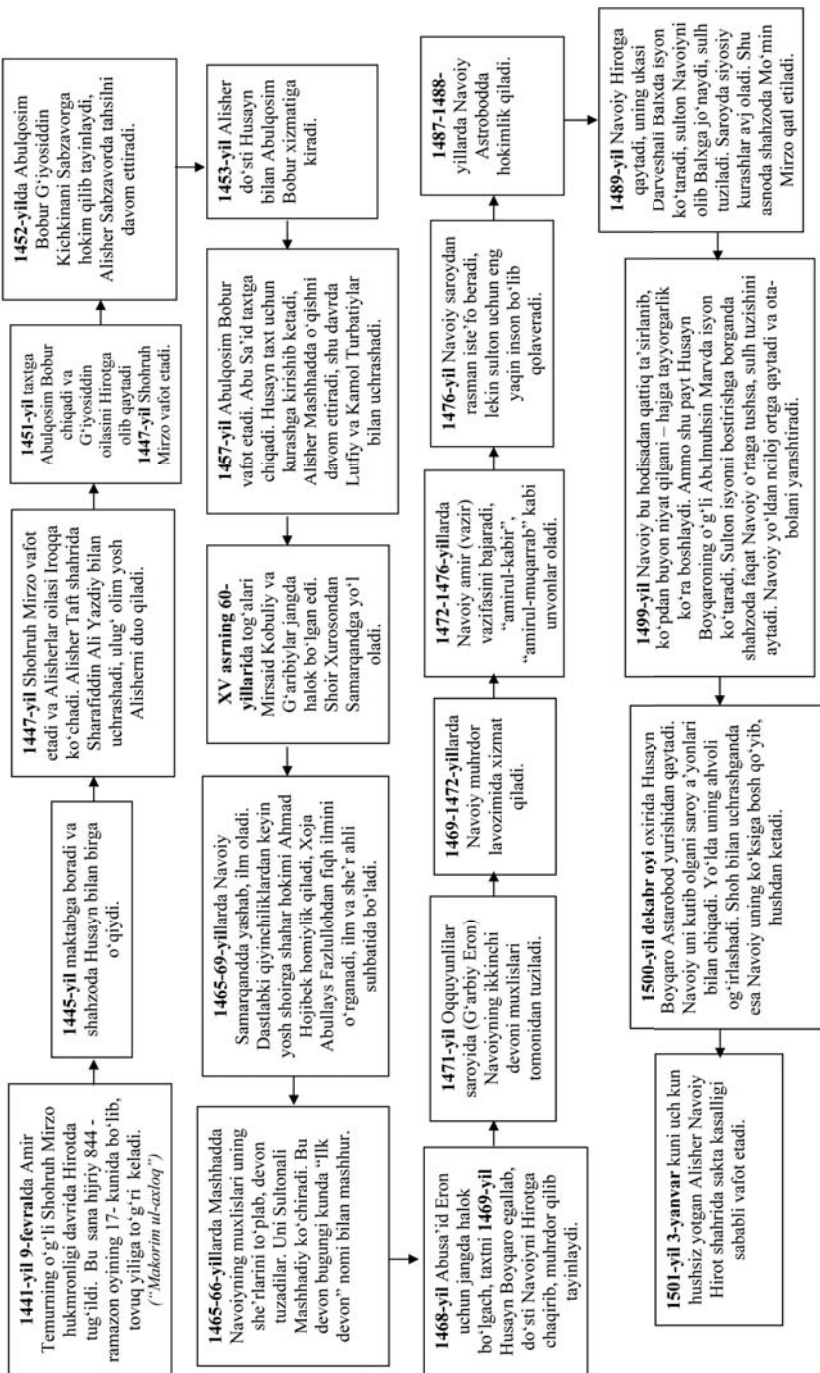 1441-yil 9-fevralda Amir
Temurning o‘g‘li Shohruh Mirzo
hukmronligi davrida Hirotda
tug‘ildi. Bu sana hijriy 844 -
ramazon oyining 17- kunida bo‘lib,
tovuq yiliga to‘g‘ri keladi.
(“Makorim ul-axloq”)
1445-yil maktabga boradi va
shahzoda Husayn bilan birga
o‘qiydi.
1447-yil Shohruh Mirzo vafot
etadi va Alisherlar oilasi Iroqqa
ko‘chadi. Alisher Taft shahrida
Sharafiddin Ali Yazdiy bilan
uchrashadi, ulug‘ olim yosh
Alisherni duo qiladi.
1451-yil taxtga
Abulqosim Bobur
chiqadi va
G‘iyosiddin
oilasini Hirotga
olib qaytadi
1447-yil Shohruh
Mirzo vafot etadi.
1452-yilda Abulqosim
Bobur G‘iyosiddin
Kichkinani Sabzavorga
hokim qilib tayinlaydi,
Alisher Sabzavorda tahsilni
davom ettiradi.
1453-yil Alisher
do‘sti Husayn
bilan Abulqosim
Bobur xizmatiga
kiradi.
1457-yil Abulqosim Bobur
vafot etadi. Abu Sa’id taxtga
chiqadi. Husayn taxt uchun
kurashga kirishib ketadi,
Alisher Mashhadda o‘qishni
davom ettiradi, shu davrda
Lutfiy va Kamol Turbatiylar
bilan uchrashadi.
XV asrning 60-
yillarida tog‘alari
Mirsaid Kobuliy va
G‘aribiylar jangda
halok bo‘lgan edi.
Shoir Xurosondan
Samarqandga yo‘l
oladi.
1465-69-yillarda Navoiy
Samarqandda yashab, ilm oladi.
Dastlabki qiyinchiliklardan keyin
yosh shoirga shahar hokimi Ahmad
Hojibek homiylik qiladi, Xoja
Abullays Fazlullohdan fiqh ilmini
o‘rganadi, ilm va she’r ahli
suhbatida bo‘ladi.
1465-66-yillarda Mashhadda
Navoiyning muxlislari uning
she’rlarini to‘plab, devon
tuzadilar. Uni Sultonali
Mashhadiy ko‘chiradi. Bu
devon bugungi kunda “Ilk
devon” nomi bilan mashhur.
1468-yil Abusa’id Eron
uchun jangda halok
bo‘lgach, taxtni 1469-yil
Husayn Boyqaro egallab,
do‘sti Navoiyni Hirotga
chaqirib, muhrdor qilib
tayinlaydi.
1471-yil Oqquyunlilar
saroyida (G‘arbiy Eron)
Navoiyning ikkinchi
devoni muxlislari
tomonidan tuziladi.
1469-1472-yillarda
Navoiy muhrdor
lavozimida xizmat
qiladi.
1472-1476-yillarda
Navoiy amir (vazir)
vazifasini bajaradi,
“amirul-kabir”,
“amirul-muqarrab” kabi
unvonlar oladi.
1476-yil Navoiy saroydan
rasman iste’fo beradi,
lekin sulton uchun eng
yaqin inson bo‘lib
qolaveradi.
1487-1488-
yillarda Navoiy
Astrobodda
hokimlik qiladi.
1489-yil Navoiy Hirotga
qaytadi, uning ukasi
Darveshali Balxda isyon
ko‘taradi, sulton Navoiyni
olib Balxga jo‘naydi, sulh
tuziladi. Saroyda siyosiy
kurashlar avj oladi. Shu
asnoda shahzoda Mo‘min
Mirzo qatl etiladi.
1499-yil Navoiy bu hodisadan qattiq ta’sirlanib,
ko‘pdan buyon niyat qilgani – hajga tayyorgarlik
ko‘ra boshlaydi. Ammo shu payt Husayn
Boyqaroning o‘g‘li Abulmuhsin Marvda isyon
ko‘taradi, Sulton isyonni bostirishga borganda
shahzoda faqat Navoiy o‘rtaga tushsa, sulh tuzishini
aytadi. Navoiy yo‘ldan nciloj ortga qaytadi va ota-
bolani yarashtiradi.
1500-yil dekabr oyi oxirida Husayn
Boyqaro Astarobod yurishidan qaytadi.
Navoiy uni kutib olgani saroy a’yonlari
bilan chiqadi. Yo‘lda uning ahvoli
og‘irlashadi. Shoh bilan uchrashganda
esa Navoiy uning ko‘ksiga bosh qo‘yib,
hushdan ketadi.
1501-yil 3-yanvar kuni uch kun
hushsiz yotgan Alisher Navoiy
Hirot shahrida sakta kasalligi
sababli vafot etadi.